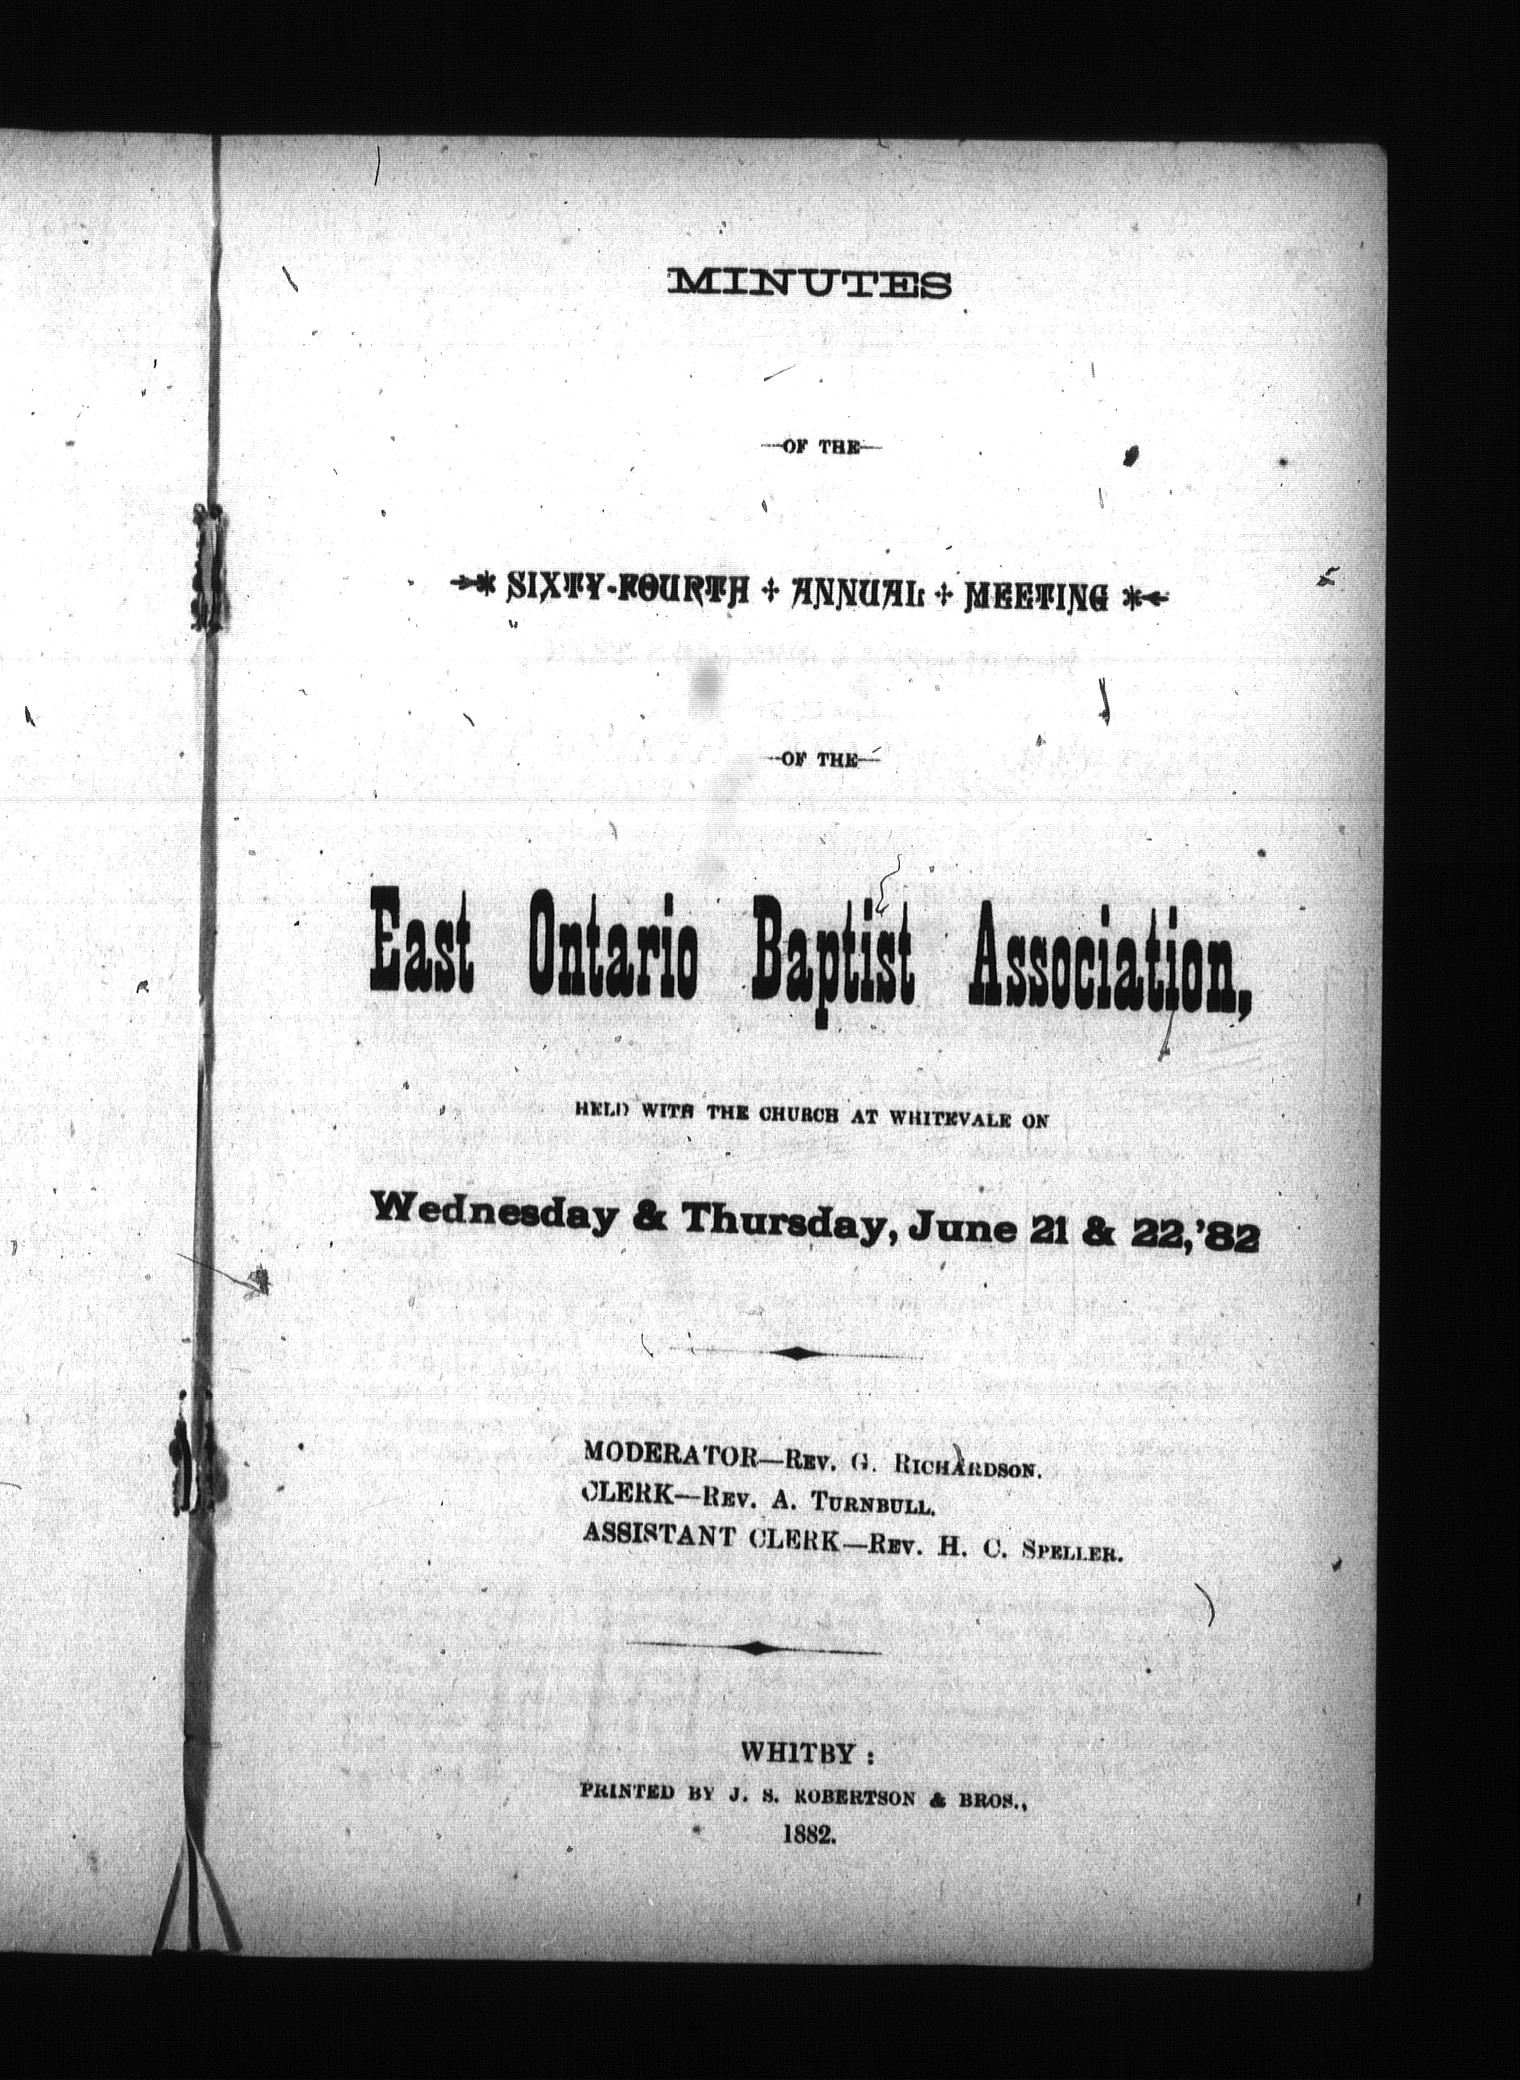 MINUTES
—OF THE—
SIXTY-FOURTH ANNUAL MEETING
—OF THE—
East Ontario Baptist Association,
HELD WITH THE CHURCH AT WHITEVALE ON
Wednesday & Thursday, June 21 & 22,'82
MODERATOR—REV. G. RICHARDSON.
CLERK—REV. A. TURNBULL.
ASSISTANT CLERK—REV. H. C. SPELLER.
WHITBY:
PRINTED BY J. S. ROBERTSON & BROS.,
1882.